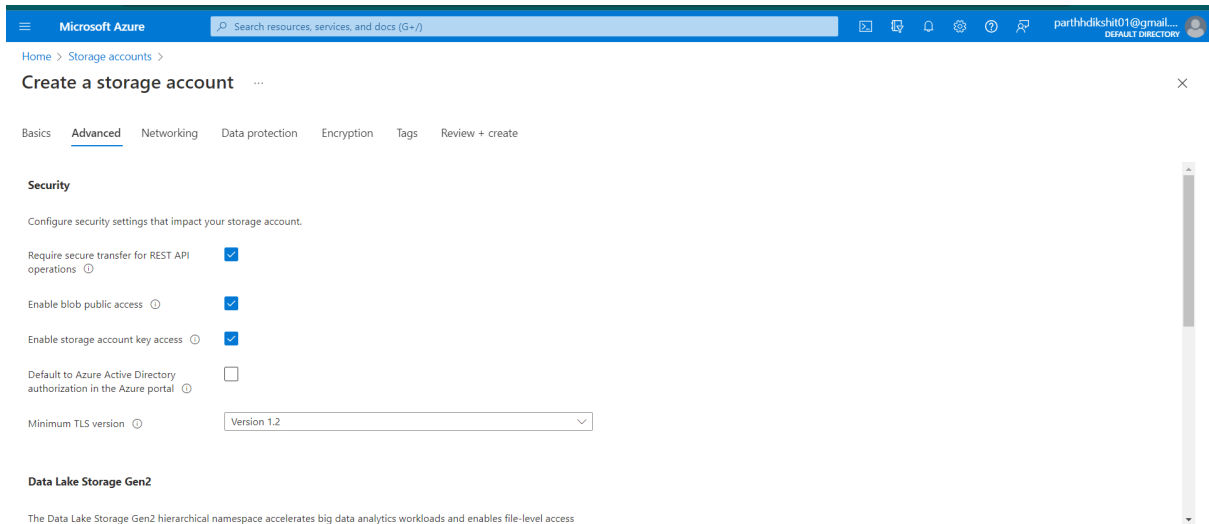 Microsoft Azure
Search resources, services, and docs (G+/)
parthhdikshit01@gmail....
DEFAULT DIRECTORY
Home > Storage accounts >
Create a storage account ...
Basics Advanced Networking Data protection Encryption Tags Review + create
Security
Configure security settings that impact your storage account.
Require secure transfer for REST API
operations
Enable blob public access
Enable storage account key access
Default to Azure Active Directory
authorization in the Azure portal
Minimum TLS version
Version 1.2
Data Lake Storage Gen2
The Data Lake Storage Gen2 hierarchical namespace accelerates big data analytics workloads and enables file-level access